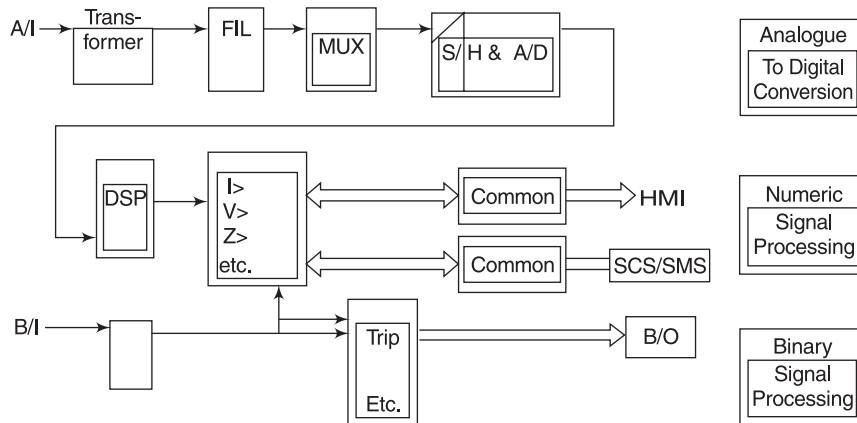 A/I
Trans-
former
FIL
MUX
S/ H & A/D
Analogue
To Digital
Conversion
DSP
I>
V>
Z>
etc.
Common
HMI
Common
SCS/SMS
Numeric
Signal
Processing
B/I
Trip
Etc.
B/O
Binary
Signal
Processing